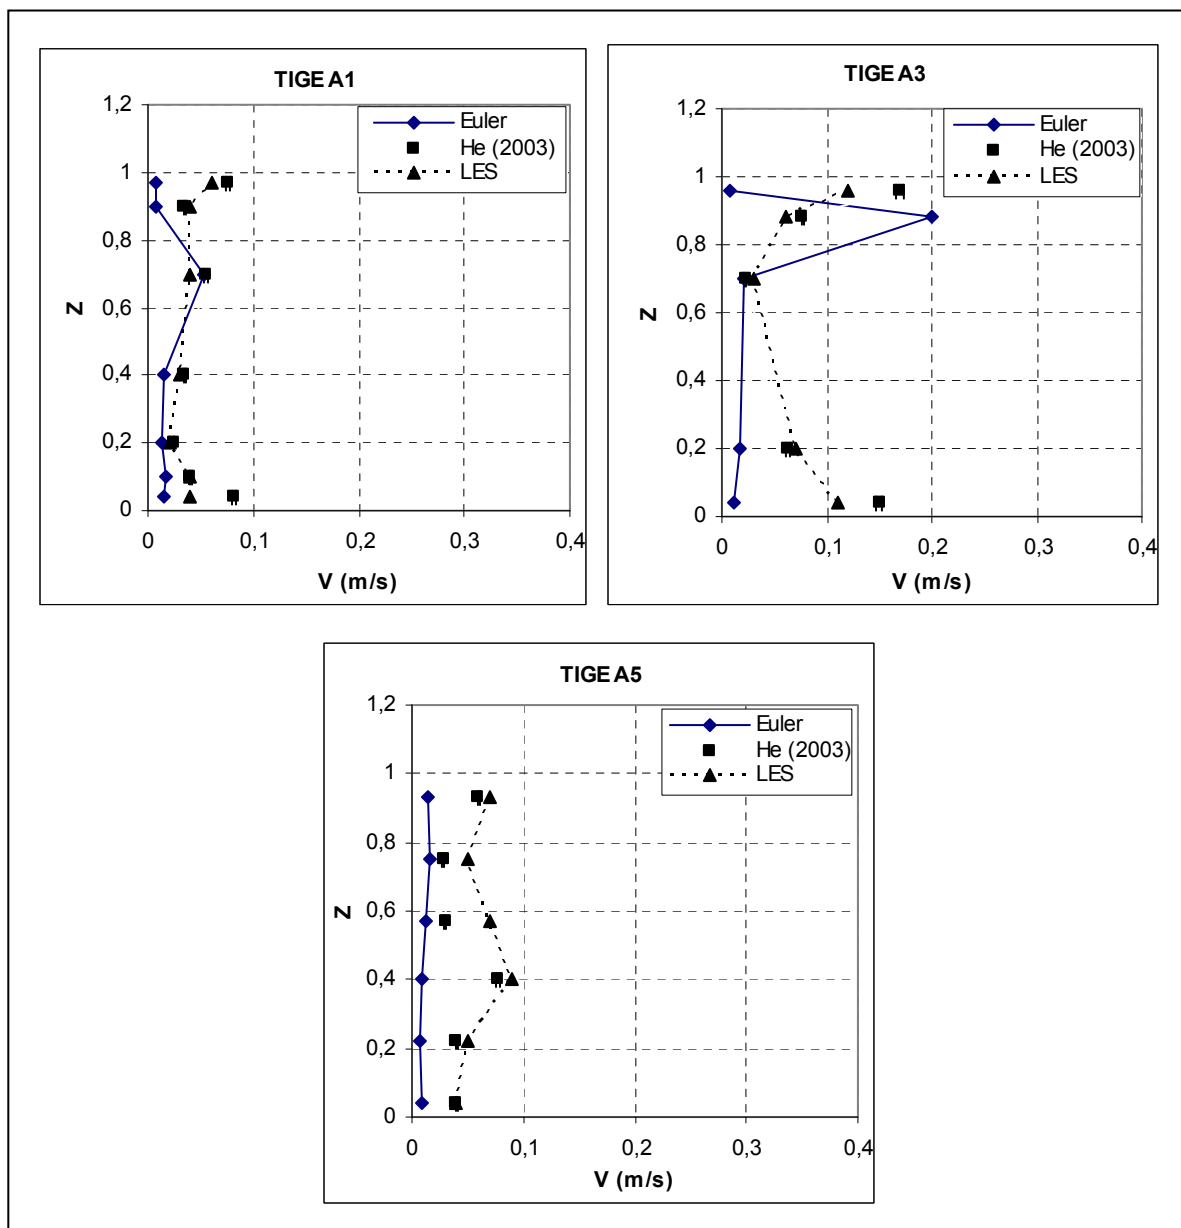 TIGE A1
Euler
He (2003)
LES
1,2
1
0,8
0,6
0,4
0,2
0
Z
0 0,1 0,2 0,3 0,4
V (m/s)
TIGE A3
Euler
He (2003)
LES
1,2
1
0,8
0,6
0,4
0,2
0
Z
0 0,1 0,2 0,3 0,4
V (m/s)
TIGE A5
Euler
He (2003)
LES
1,2
1
0,8
0,6
0,4
0,2
0
Z
0 0,1 0,2 0,3 0,4
V (m/s)